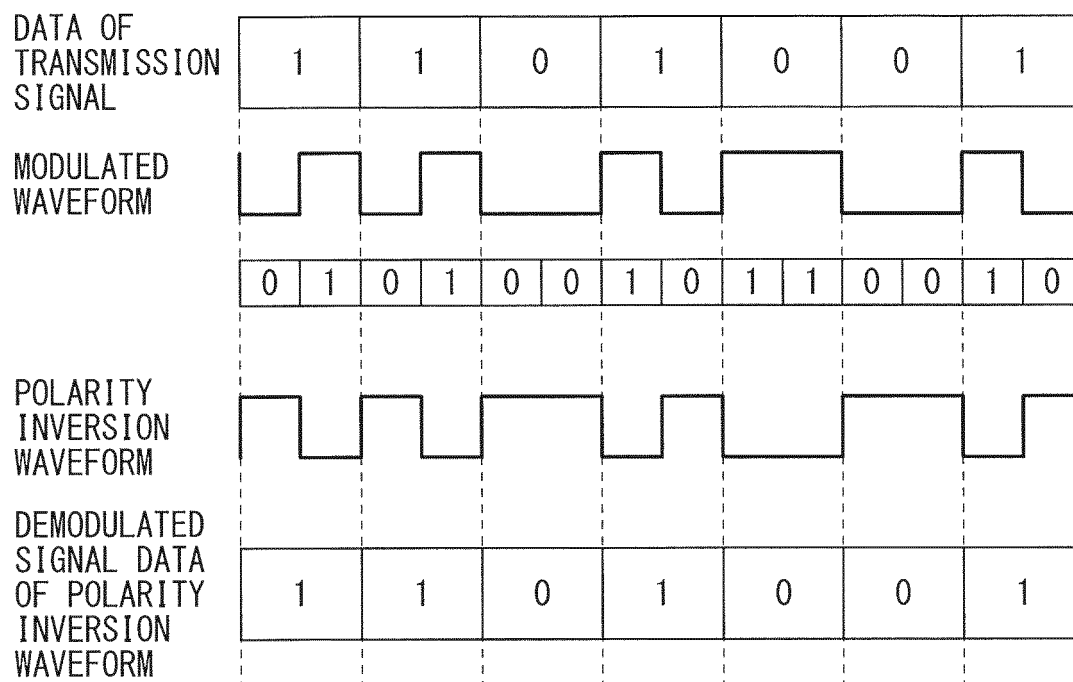 DATA OF
TRANSMISSION
SIGNAL
1 1 0 1 0 0 1
MODULATED
WAVEFORM
0 1 0 1 0 0 1 0 1 1 0 0 1 0
POLARITY
INVERSION
WAVEFORM
DEMODULATED
SIGNAL DATA
OF POLARITY
INVERSION
WAVEFORM
1 1 0 1 0 0 1